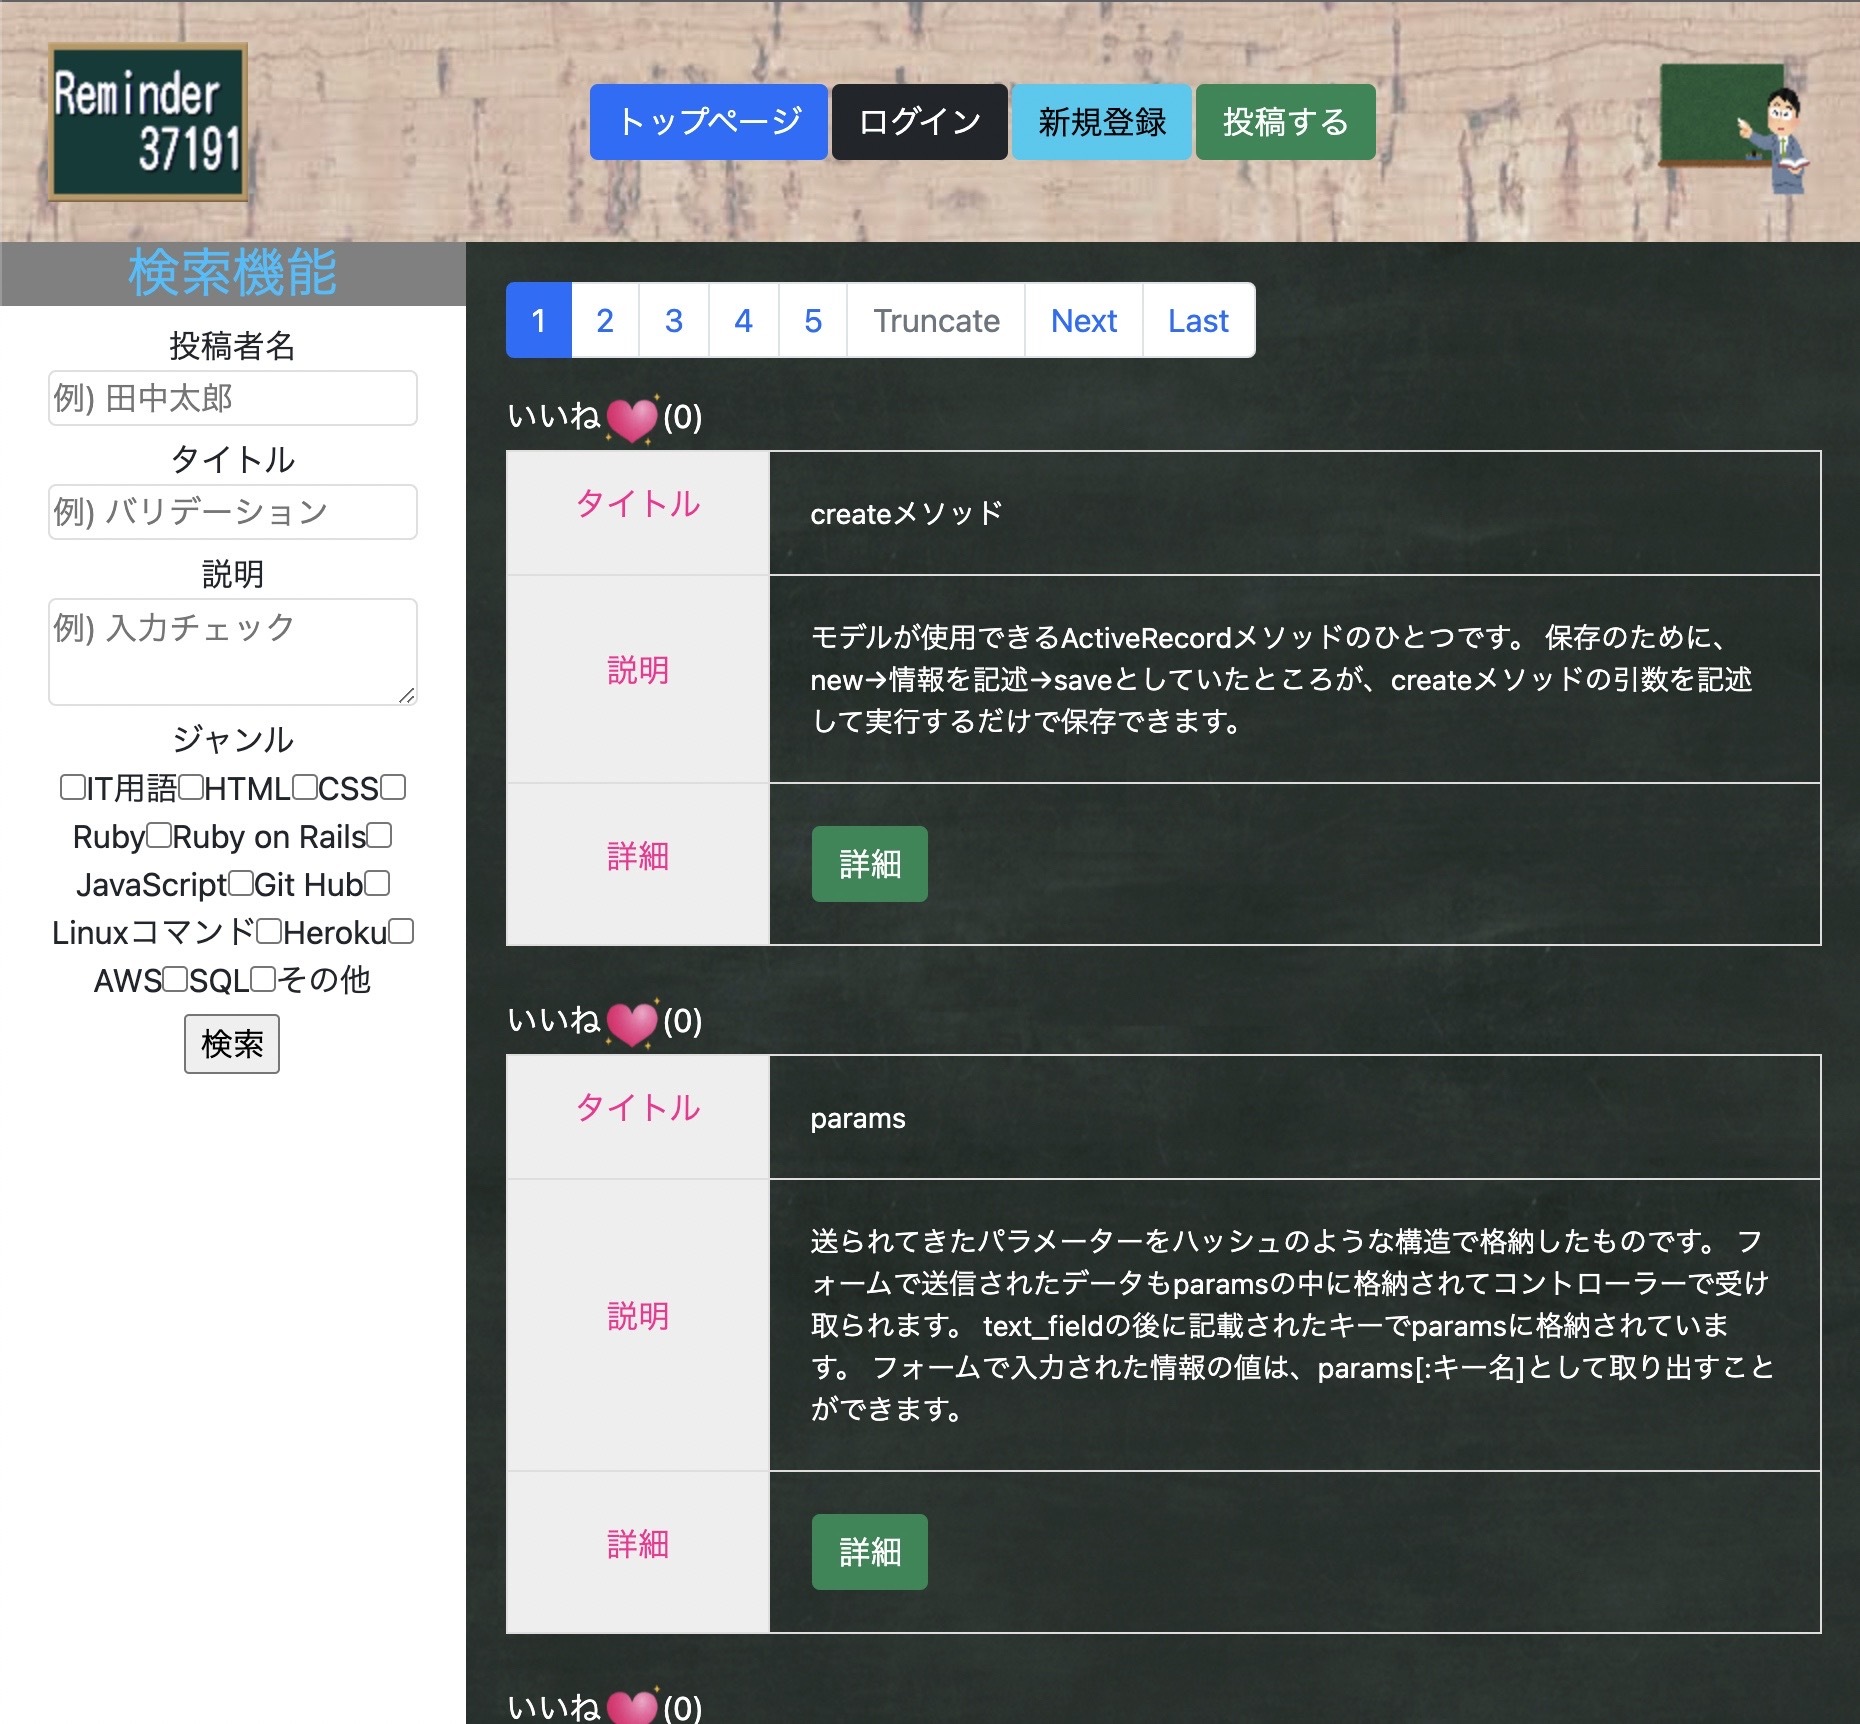 Reminder
37191
トップページ ログイン 新規登録 投稿する
検索機能
投稿者名
例) 田中太郎
タイトル
例) バリデーション
説明
例) 入力チェック
ジャンル
IT用語 HTML CSS
Ruby Ruby on Rails
JavaScript Git Hub
Linuxコマンド Heroku
AWS SQL その他
検索
1 2 3 4 5 Truncate Next Last
いいね (0)
タイトル
createメソッド
説明
モデルが使用できるActiveRecordメソッドのひとつです。 保存のために、
new→情報を記述→saveとしていたところが、createメソッドの引数を記述
して実行するだけで保存できます。
詳細
詳細
いいね (0)
タイトル
params
説明
送られてきたパラメーターをハッシュのような構造で格納したものです。 フ
ォームで送信されたデータもparamsの中に格納されてコントローラーで受け
取られます。 text_fieldの後に記載されたキーでparamsに格納されていま
す。 フォームで入力された情報の値は、params[:キー名]として取り出すこと
ができます。
詳細
詳細
いいね (0)